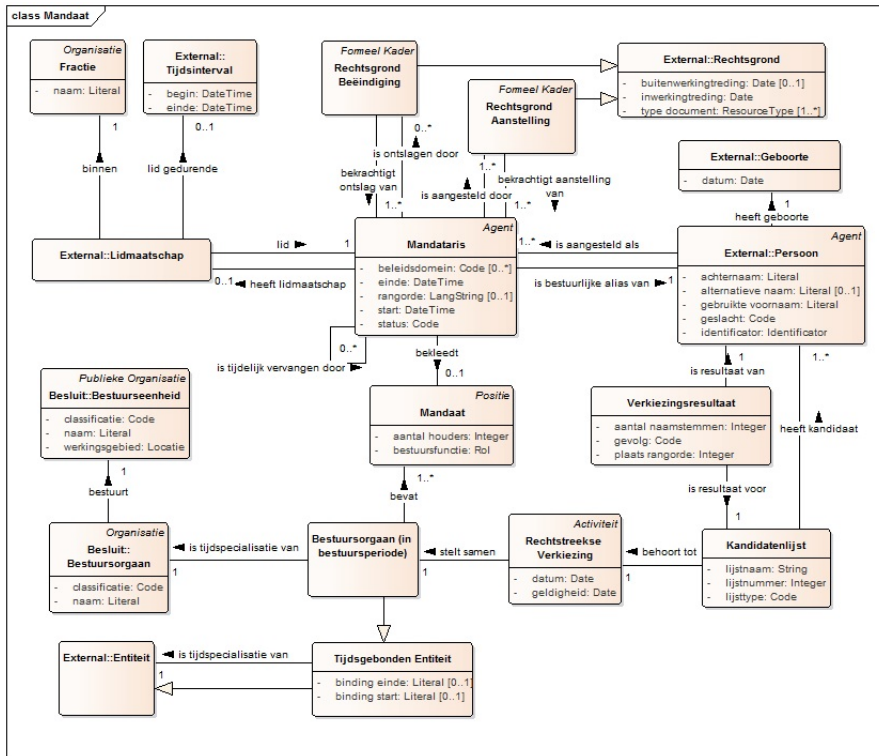 class Mandaat
Organisatie
Fractie
- naam: Literal
External::
Tijdsinterval
- begin: DateTime
- einde: DateTime
Formeel Kader
Rechtsgrond
Beëindiging
Formeel Kader
Rechtsgrond
Aanstelling
External::Rechtsgrond
- buitenwerkingtreding: Date [0..1]
- inwerkingtreding: Date
- type document: ResourceType [1..*]
1
0..1
0..*
binnen
lid gedurende
is ontslagen door
1..*
bekrachtigt
ontslag van
is aangesteld door
bekrachtigt aanstelling
van
1..*
1..*
External::Geboorte
- datum: Date
1
heeft geboorte
External::Lidmaatschap
lid
1
0..1
heeft lidmaatschap
Agent
Mandataris
- beleidsdomein: Code [0..*]
- einde: DateTime
- rangorde: LangString [0..1]
- start: DateTime
- status: Code
1..*
is aangesteld als
is bestuurlijke alias van
1
Agent
External::Persoon
- achternaam: Literal
- alternatieve naam: Literal [0..1]
- gebruikte voornaam: Literal
- geslacht: Code
- identificator: Identificator
0..*
is tijdelijk vervangen door
bekleedt
0..1
1
1..*
is resultaat van
heeft kandidaat
Publieke Organisatie
Besluit::Bestuurseenheid
- classificatie: Code
- naam: Literal
- werkingsgebied: Locatie
Positie
Mandaat
- aantal houders: Integer
- bestuursfunctie: Rol
Verkiezingsresultaat
- aantal naamstemmen: Integer
- gevolg: Code
- plaats rangorde: Integer
1
bestuurt
1..*
bevat
is resultaat voor
1
Organisatie
Besluit::
Bestuursorgaan
- classificatie: Code
- naam: Literal
is tijdspecialisatie van
1
Bestuursorgaan (in
bestuursperiode)
stelt samen
1
Activiteit
Rechtstreekse
Verkiezing
- datum: Date
- geldigheid: Date
behoort tot
1
Kandidatenlijst
- lijstnaam: String
- lijstnummer: Integer
- lijsttype: Code
External::Entiteit
is tijdspecialisatie van
1
Tijdsgebonden Entiteit
- binding einde: Literal [0..1]
- binding start: Literal [0..1]